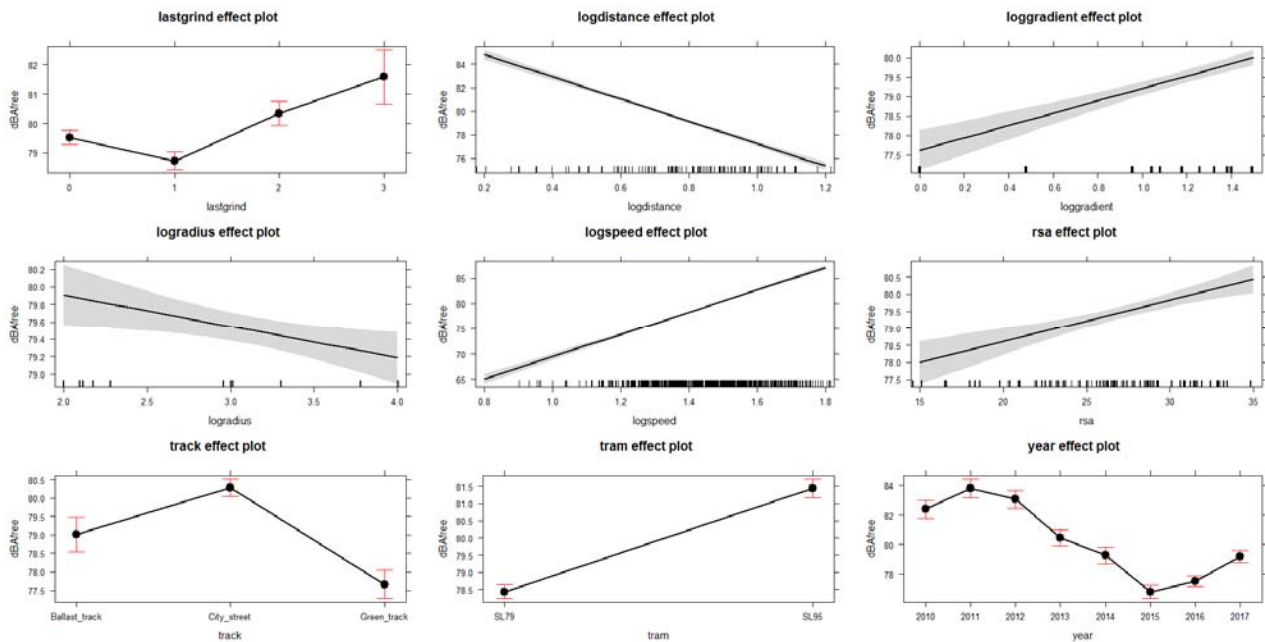 lastgrind effect plot
logdistance effect plot
loggradient effect plot
dBAfree
82
81
80
79
0 1 2 3
lastgrind
dBAfree
84
82
80
78
76
0.2 0.4 0.6 0.8 1.0 1.2
logdistance
dBAfree
80.0
79.5
79.0
78.5
78.0
77.5
0.0 0.2 0.4 0.6 0.8 1.0 1.2 1.4
loggradient
logradius effect plot
logspeed effect plot
rsa effect plot
dBAfree
80.2
80.0
79.8
79.6
79.4
79.2
79.0
2.0 2.5 3.0 3.5 4.0
logradius
dBAfree
85
80
75
70
65
0.8 1.0 1.2 1.4 1.6 1.8
logspeed
dBAfree
80.5
80.0
79.5
79.0
78.5
78.0
77.5
15 20 25 30 35
rsa
track effect plot
tram effect plot
year effect plot
dBAfree
80.5
80.0
79.5
79.0
78.5
78.0
77.5
Ballast_track City_street Green_track
track
dBAfree
81.5
81.0
80.5
80.0
79.5
79.0
78.5
SL79 SL95
tram
dBAfree
84
82
80
78
2010 2011 2012 2013 2014 2015 2016 2017
year